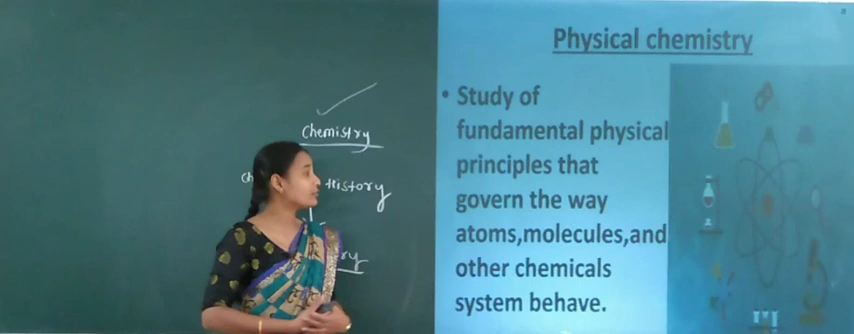 Chemistry
History
Physical chemistry
• Study of
fundamental physical
principles that
govern the way
atoms,molecules,and
other chemicals
system behave.